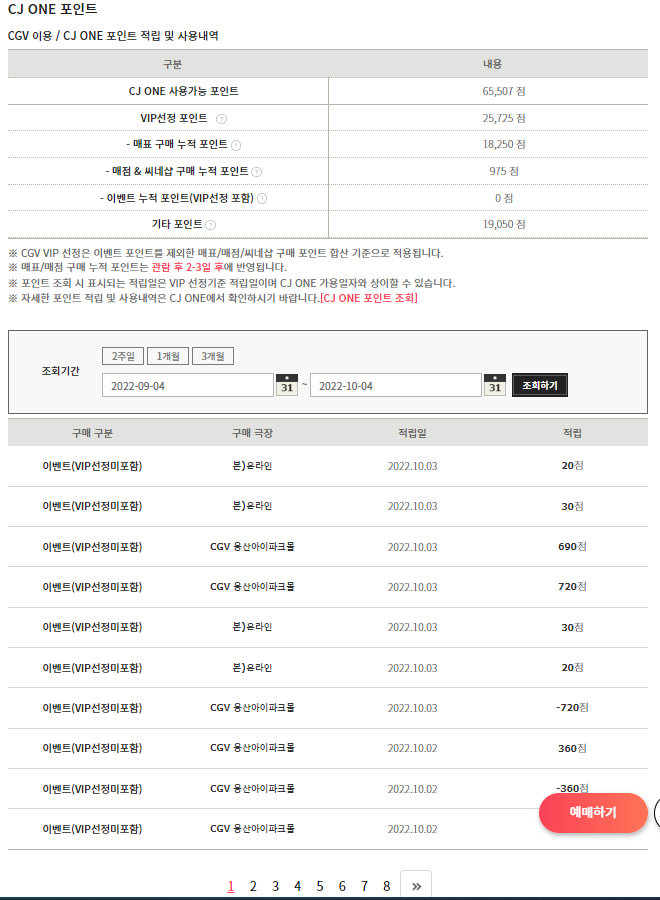 CJ ONE 포인트
CGV 이용 / CJ ONE 포인트 적립 및 사용내역
구분 내용
CJ ONE 사용가능 포인트 65,507 점
VIP선정 포인트 ? 25,725 점
- 매표 구매 누적 포인트 ? 18,250 점
- 매점 & 씨네샵 구매 누적 포인트 ? 975 점
- 이벤트 누적 포인트(VIP선정 포함) ? 0 점
기타 포인트 ? 19,050 점
※ CGV VIP 선정은 이벤트 포인트를 제외한 매표/매점/씨네샵 구매 포인트 합산 기준으로 적용됩니다.
※ 매표/매점 구매 누적 포인트는 관람 후 2-3일 후에 반영됩니다.
※ 포인트 조회 시 표시되는 적립일은 VIP 선정기준 적립일이며 CJ ONE 가용일자와 상이할 수 있습니다.
※ 자세한 포인트 적립 및 사용내역은 CJ ONE에서 확인하시기 바랍니다.[CJ ONE 포인트 조회]
2주일 1개월 3개월
조회기간
2022-09-04 31 ~ 2022-10-04 31 조회하기
구매 구분 구매 극장 적립일 적립
이벤트(VIP선정미포함) 본)온라인 2022.10.03 20점
이벤트(VIP선정미포함) 본)온라인 2022.10.03 30점
이벤트(VIP선정미포함) CGV 용산아이파크몰 2022.10.03 690점
이벤트(VIP선정미포함) CGV 용산아이파크몰 2022.10.03 720점
이벤트(VIP선정미포함) 본)온라인 2022.10.03 30점
이벤트(VIP선정미포함) 본)온라인 2022.10.03 20점
이벤트(VIP선정미포함) CGV 용산아이파크몰 2022.10.03 -720점
이벤트(VIP선정미포함) CGV 용산아이파크몰 2022.10.02 360점
이벤트(VIP선정미포함) CGV 용산아이파크몰 2022.10.02 -360점
예매하기
이벤트(VIP선정미포함) CGV 용산아이파크몰 2022.10.02
1 2 3 4 5 6 7 8 »